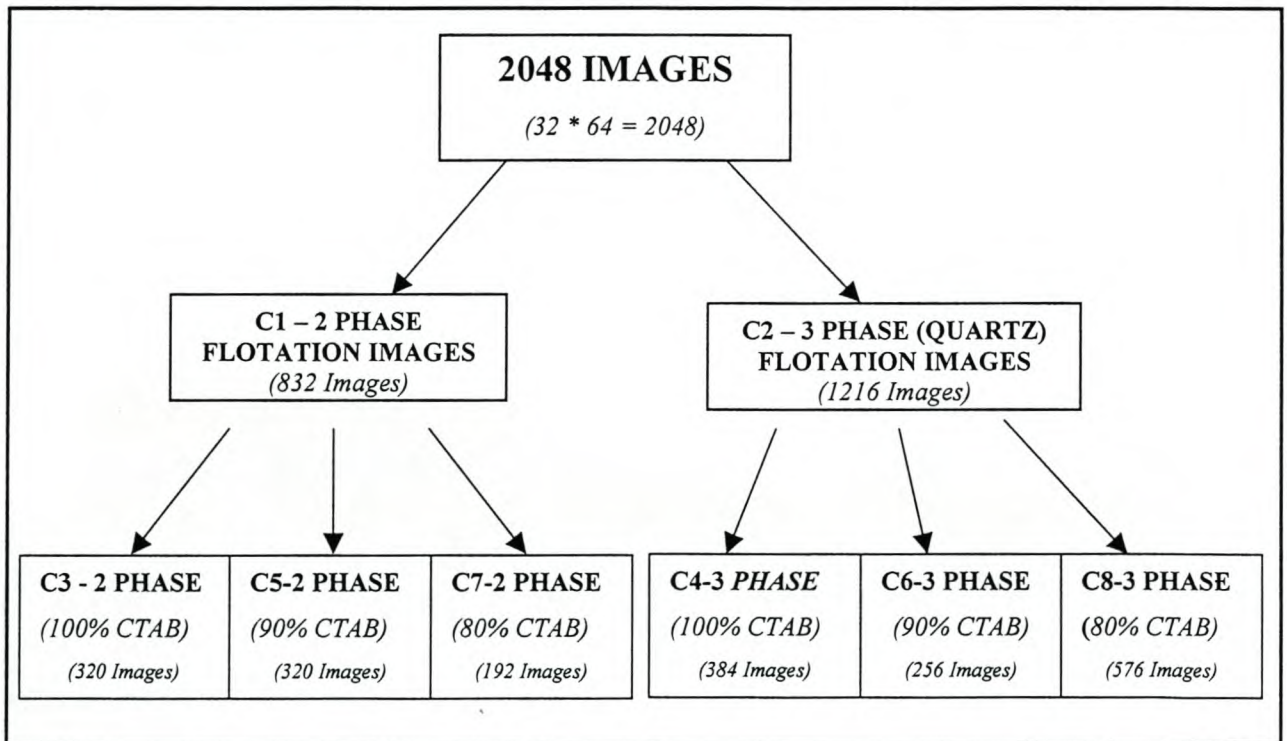 2048 IMAGES
(32 * 64 = 2048)
C1 – 2 PHASE
FLOTATION IMAGES
(832 Images)
C2 – 3 PHASE (QUARTZ)
FLOTATION IMAGES
(1216 Images)
C3 - 2 PHASE
(100% CTAB)
(320 Images)
C5-2 PHASE
(90% CTAB)
(320 Images)
C7-2 PHASE
(80% CTAB)
(192 Images)
C4-3 PHASE
(100% CTAB)
(384 Images)
C6-3 PHASE
(90% CTAB)
(256 Images)
C8-3 PHASE
(80% CTAB)
(576 Images)